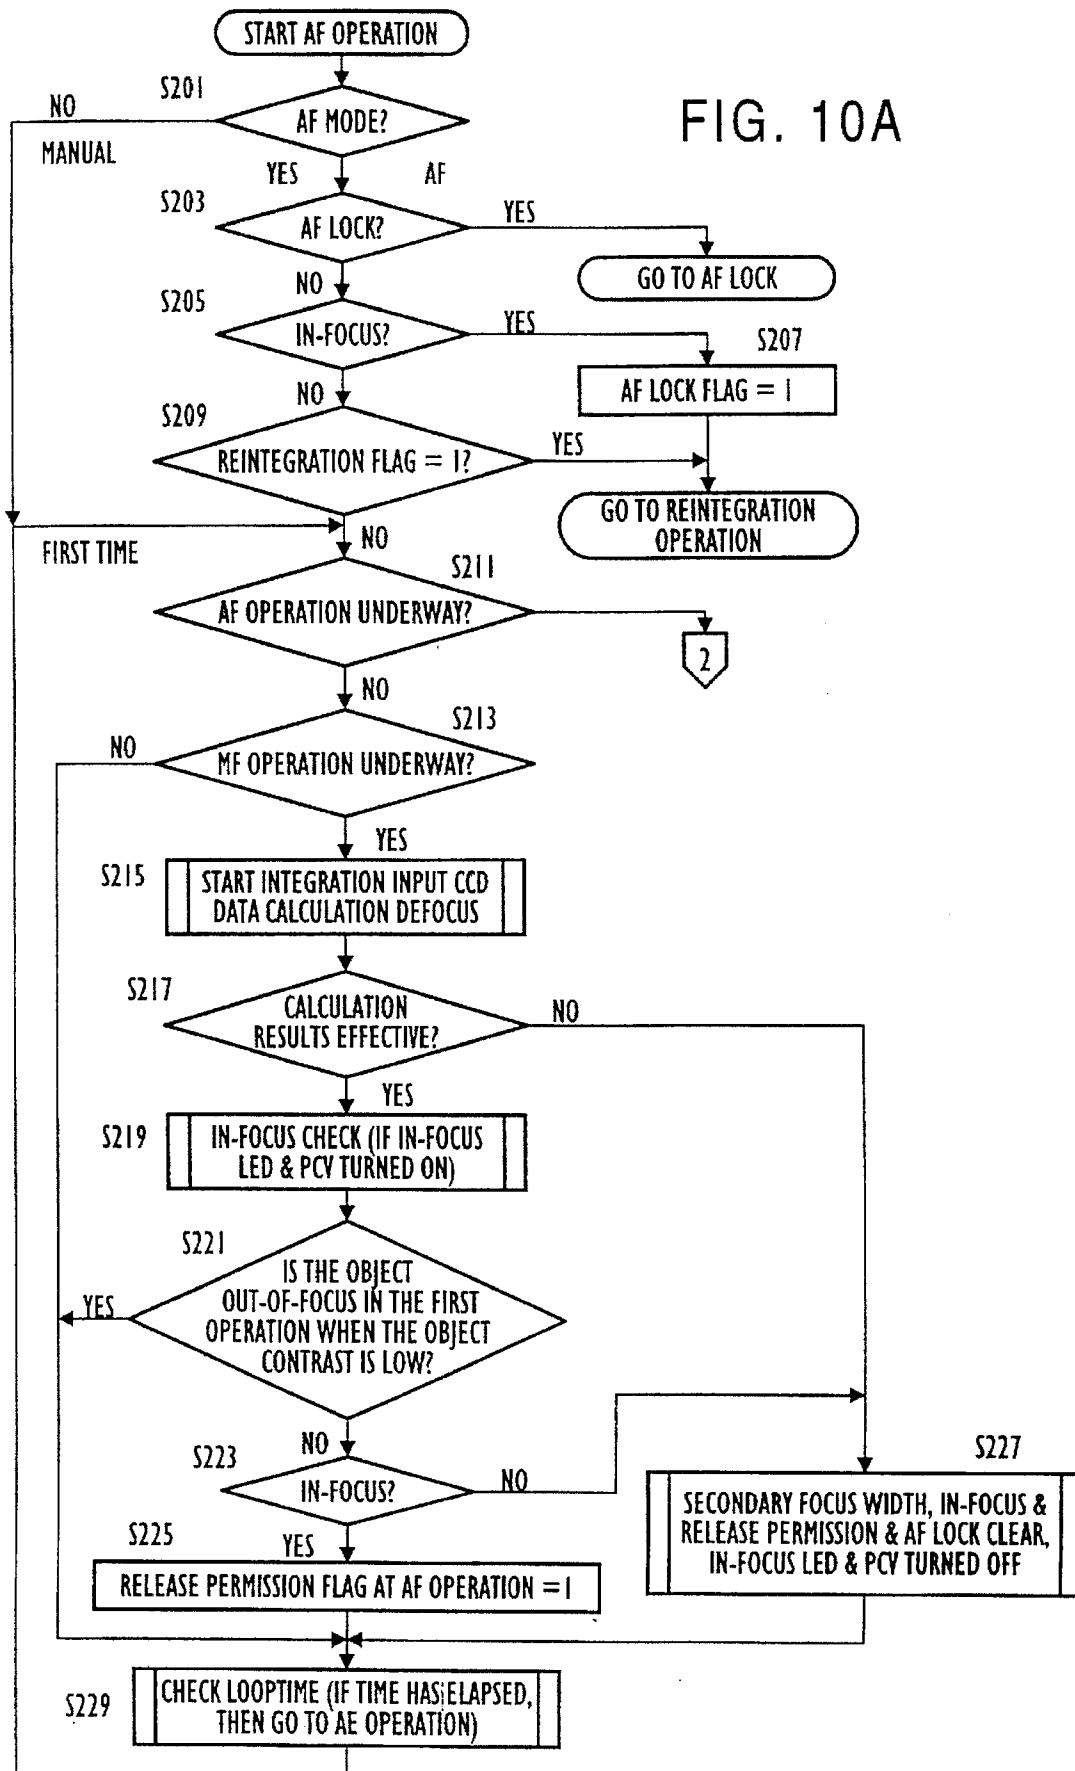 START AF OPERATION
FIG. 10A
S201
NO
AF MODE?
MANUAL
YES
AF
S203
AF LOCK?
YES
GO TO AF LOCK
NO
S205
IN-FOCUS?
YES
S207
AF LOCK FLAG = 1
NO
S209
REINTEGRATION FLAG = 1?
YES
GO TO REINTEGRATION
OPERATION
FIRST TIME
NO
S211
AF OPERATION UNDERWAY?
2
NO
S213
NO
MF OPERATION UNDERWAY?
YES
S215
START INTEGRATION INPUT CCD
DATA CALCULATION DEFOCUS
S217
CALCULATION
RESULTS EFFECTIVE?
NO
YES
S219
IN-FOCUS CHECK (IF IN-FOCUS
LED & PCV TURNED ON)
S221
IS THE OBJECT
OUT-OF-FOCUS IN THE FIRST
OPERATION WHEN THE OBJECT
CONTRAST IS LOW?
YES
NO
S223
IN-FOCUS?
NO
S227
SECONDARY FOCUS WIDTH, IN-FOCUS &
RELEASE PERMISSION & AF LOCK CLEAR,
IN-FOCUS LED & PCV TURNED OFF
S225
YES
RELEASE PERMISSION FLAG AT AF OPERATION =1
S229
CHECK LOOPTIME (IF TIME HAS ELAPSED,
THEN GO TO AE OPERATION)